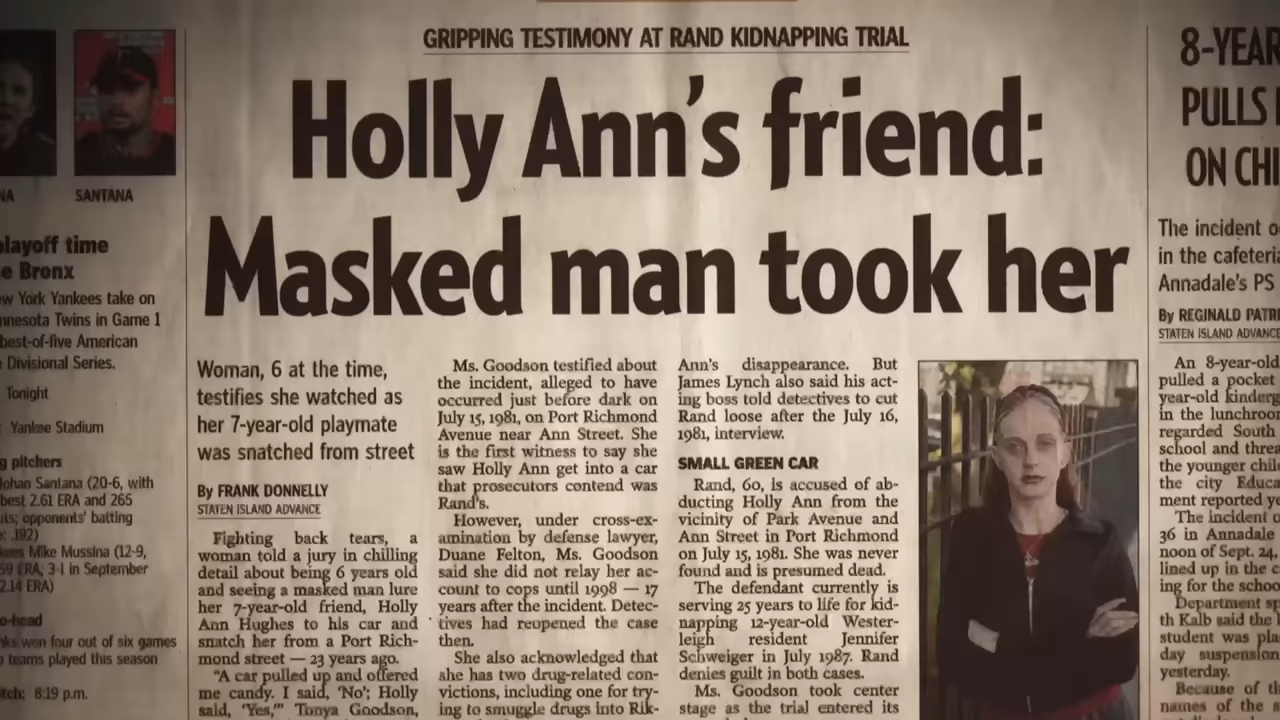 GRIPPING TESTIMONY AT RAND KIDNAPPING TRIAL
Holly Ann's friend:
Masked man took her
SANTANA
playoff time
Bronx
York Yankees take on
Twins in Game 1
best-of-five American
Divisional Series.
Tonight
Yankee Stadium
pitchers
Johan Santana (20-6, with
best 2.61 ERA and 265
opponents' batting
.192)
Mike Mussina (12-9,
ERA, 3-1 in September
2.14 ERA)
won four out of six games
teams played this season
8:19 p.m.
Woman, 6 at the time,
testifies she watched as
her 7-year-old playmate
was snatched from street
By FRANK DONNELLY
STATEN ISLAND ADVANCE
Fighting back tears, a
woman told a jury in chilling
detail about being 6 years old
and seeing a masked man lure
her 7-year-old friend, Holly
Ann Hughes to his car and
snatch her from a Port Rich-
mond street — 23 years ago.
"A car pulled up and offered
me candy. I said, 'No'; Holly
said, 'Yes,'" Tonya Goodson,
Ms. Goodson testified about
the incident, alleged to have
occurred just before dark on
July 15, 1981, on Port Richmond
Avenue near Ann Street. She
is the first witness to say she
saw Holly Ann get into a car
that prosecutors contend was
Rand's.
However, under cross-ex-
amination by defense lawyer,
Duane Felton, Ms. Goodson
said she did not relay her ac-
count to cops until 1998 — 17
years after the incident. Detec-
tives had reopened the case
then.
She also acknowledged that
she has two drug-related con-
victions, including one for try-
ing to smuggle drugs into Rik-
Ann's disappearance. But
James Lynch also said his act-
ing boss told detectives to cut
Rand loose after the July 16,
1981, interview.
SMALL GREEN CAR
Rand, 60, is accused of ab-
ducting Holly Ann from the
vicinity of Park Avenue and
Ann Street in Port Richmond
on July 15, 1981. She was never
found and is presumed dead.
The defendant currently is
serving 25 years to life for kid-
napping 12-year-old Wester-
leigh resident Jennifer
Schweiger in July 1987. Rand
denies guilt in both cases.
Ms. Goodson took center
stage as the trial entered its
8-YEAR
PULLS
ON CHI
The incident
in the cafeteria
Annadale's PS
By REGINALD PATRI
STATEN ISLAND ADVANCE
An 8-year-old
pulled a pocket
year-old kinderg
in the lunchroom
regarded South
school and threa
the younger chil
the city Educa
ment reported ye
The incident
36 in Annadale
noon of Sept. 24,
lined up in the c
ing for the schoo
Department sp
th Kalb said the
student was pla
day suspension
yesterday.
Because of th
names of the